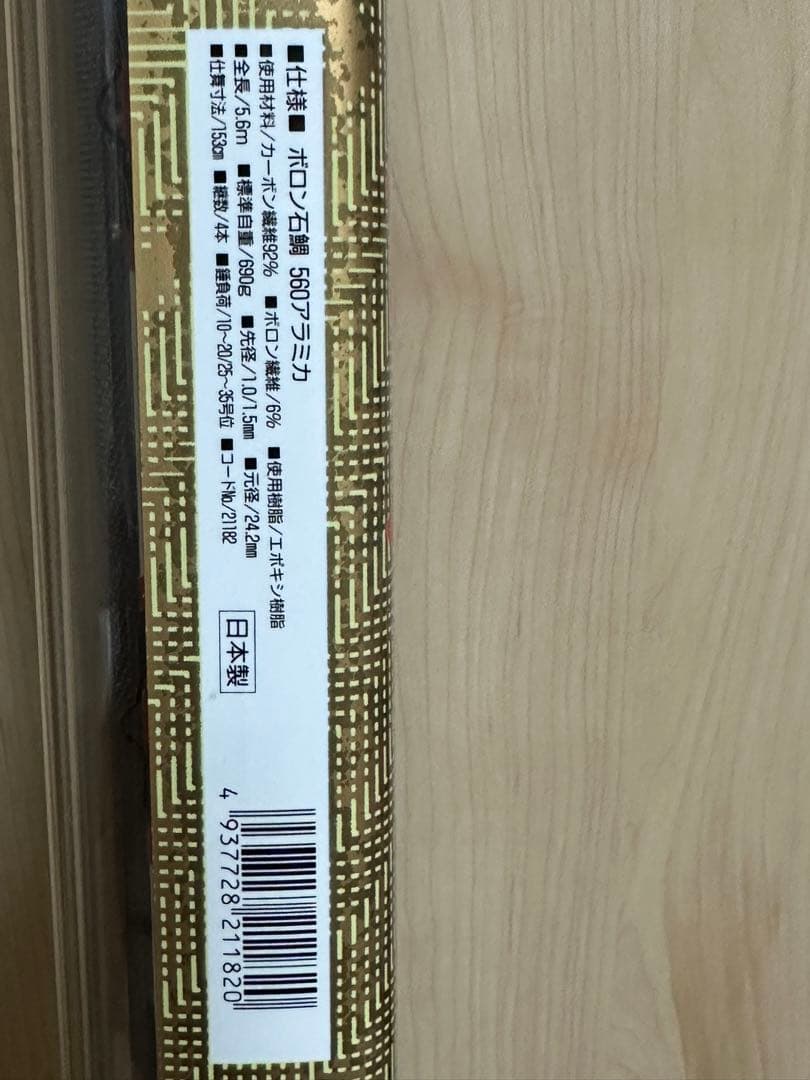 ■仕様■ ボロン石鯛 560アラミカ
■使用材料/カーボン繊維92% ■ボロン繊維/6% ■使用樹脂/エポキシ樹脂
■全長/5.6m ■標準自重/690g ■先径/1.0/1.5mm ■元径/24.2mm
■仕舞寸法/153cm ■継数/4本 ■錘負荷/10〜20/25〜35号位 ■コードNo/21182
日本製
4 937728 211820